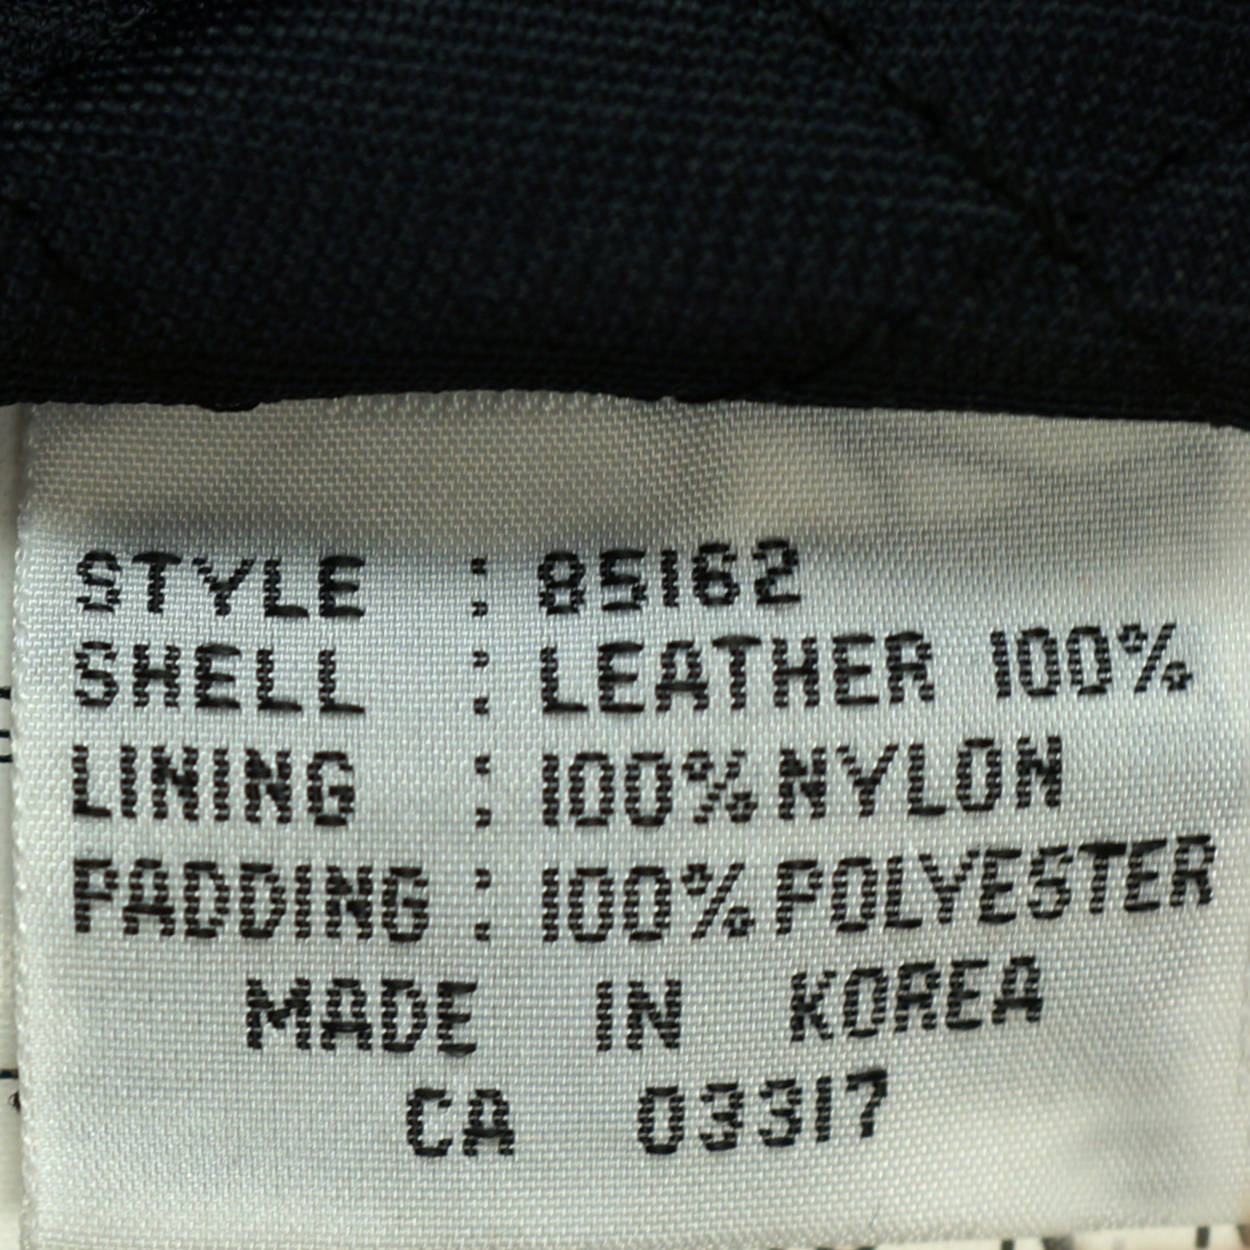 STYLE : 85162
SHELL : LEATHER 100%
LINING : 100% NYLON
PADDING : 100% POLYESTER
MADE IN KOREA
CA 03317